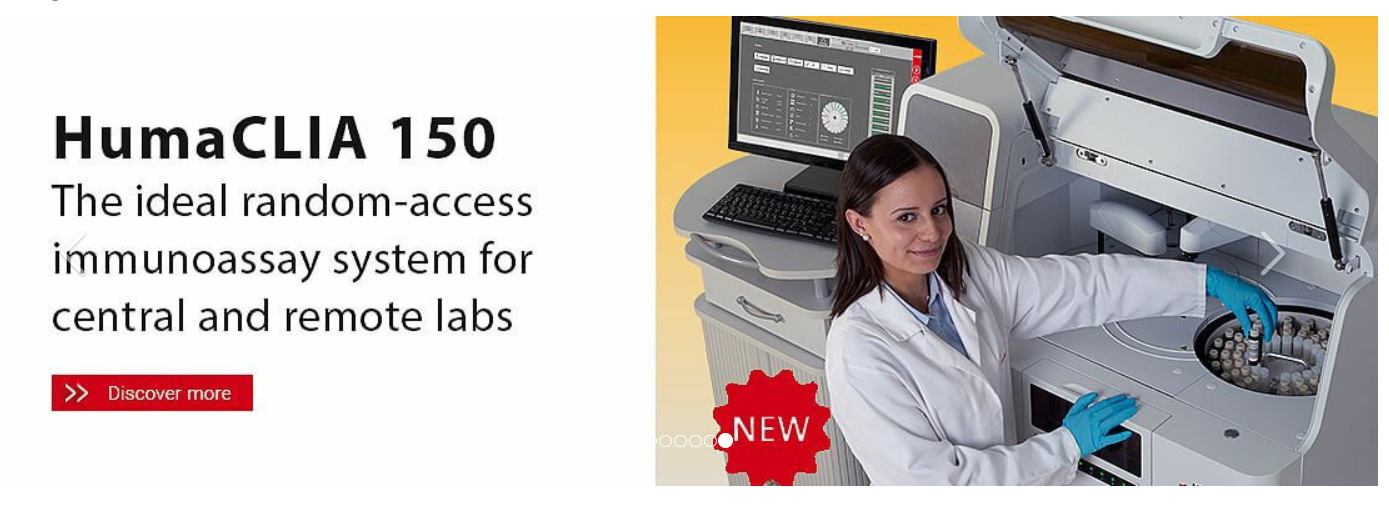 HumaCLIA 150
The ideal random-access
immunoassay system for
central and remote labs
>> Discover more
NEW